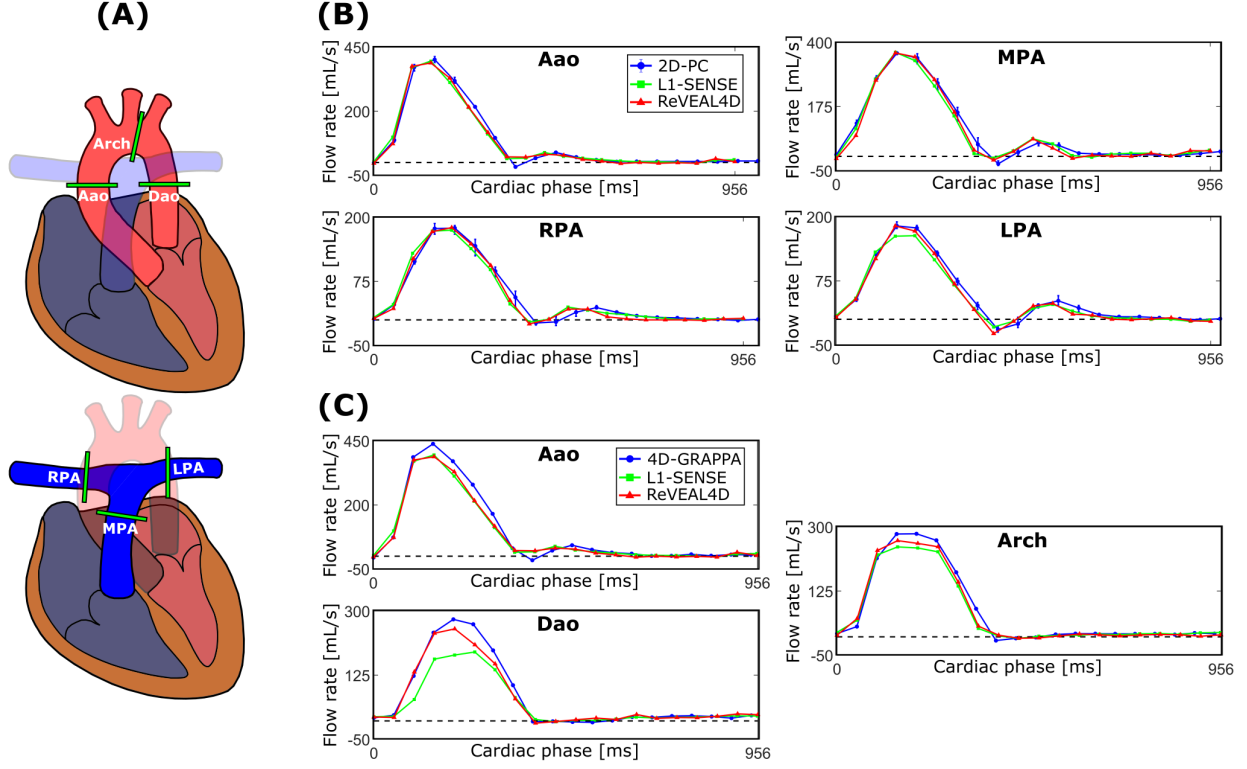 (A)
Arch
Aao
Dao
RPA
LPA
MPA
(B)
Aao
Flow rate [mL/s]
450
200
-50
0
Cardiac phase [ms]
956
2D-PC
L1-SENSE
ReVEAL4D
MPA
Flow rate [mL/s]
400
175
-50
0
Cardiac phase [ms]
956
RPA
Flow rate [mL/s]
200
75
-50
0
Cardiac phase [ms]
956
LPA
Flow rate [mL/s]
200
75
-50
0
Cardiac phase [ms]
956
(C)
Aao
Flow rate [mL/s]
450
200
-50
0
Cardiac phase [ms]
956
4D-GRAPPA
L1-SENSE
ReVEAL4D
Arch
Flow rate [mL/s]
300
125
-50
0
Cardiac phase [ms]
956
Dao
Flow rate [mL/s]
300
125
-50
0
Cardiac phase [ms]
956